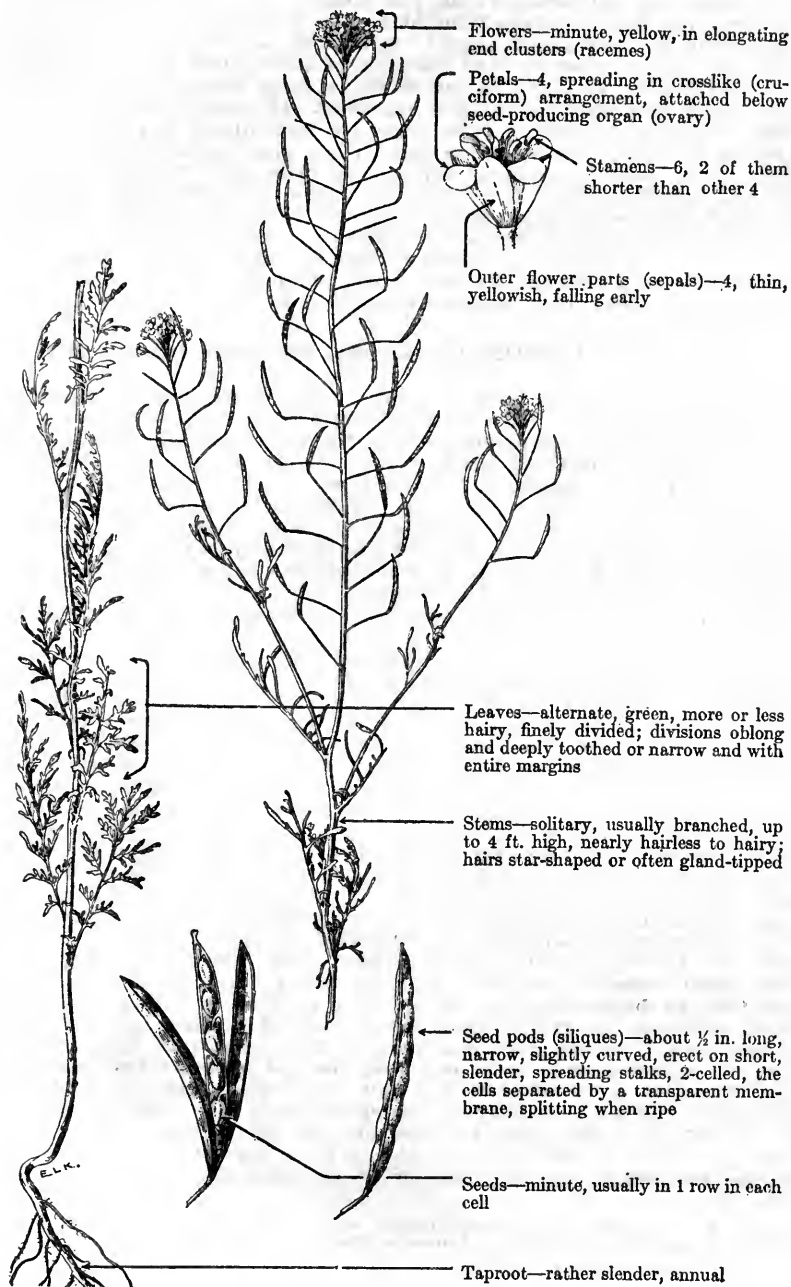 Flowers—minute, yellow, in elongating
end clusters (racemes)
Petals—4, spreading in crosslike (cru-
ciform) arrangement, attached below
seed-producing organ (ovary)
Stamens—6, 2 of them
shorter than other 4
Outer flower parts (sepals)—4, thin,
yellowish, falling early
Leaves—alternate, green, more or less
hairy, finely divided; divisions oblong
and deeply toothed or narrow and with
entire margins
Stems—solitary, usually branched, up
to 4 ft. high, nearly hairless to hairy;
hairs star-shaped or often gland-tipped
Seed pods (siliques)—about ½ in. long,
narrow, slightly curved, erect on short,
slender, spreading stalks, 2-celled, the
cells separated by a transparent mem-
brane, splitting when ripe
E.L.K.
Seeds—minute, usually in 1 row in each
cell
Taproot—rather slender, annual